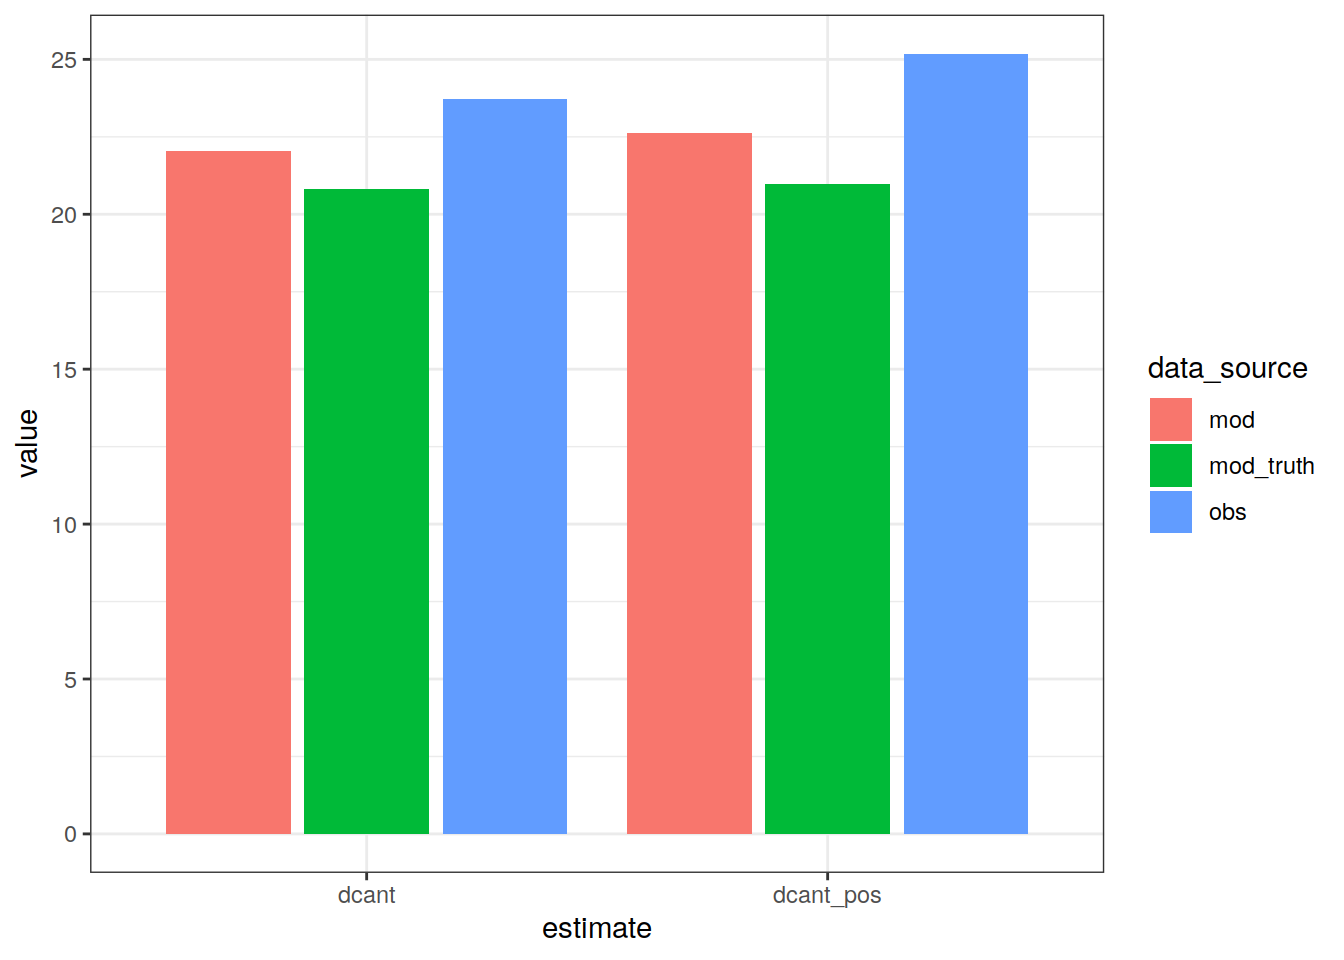 25
20
15
10
5
0
value
dcant
dcant_pos
estimate
data_source
mod
mod_truth
obs